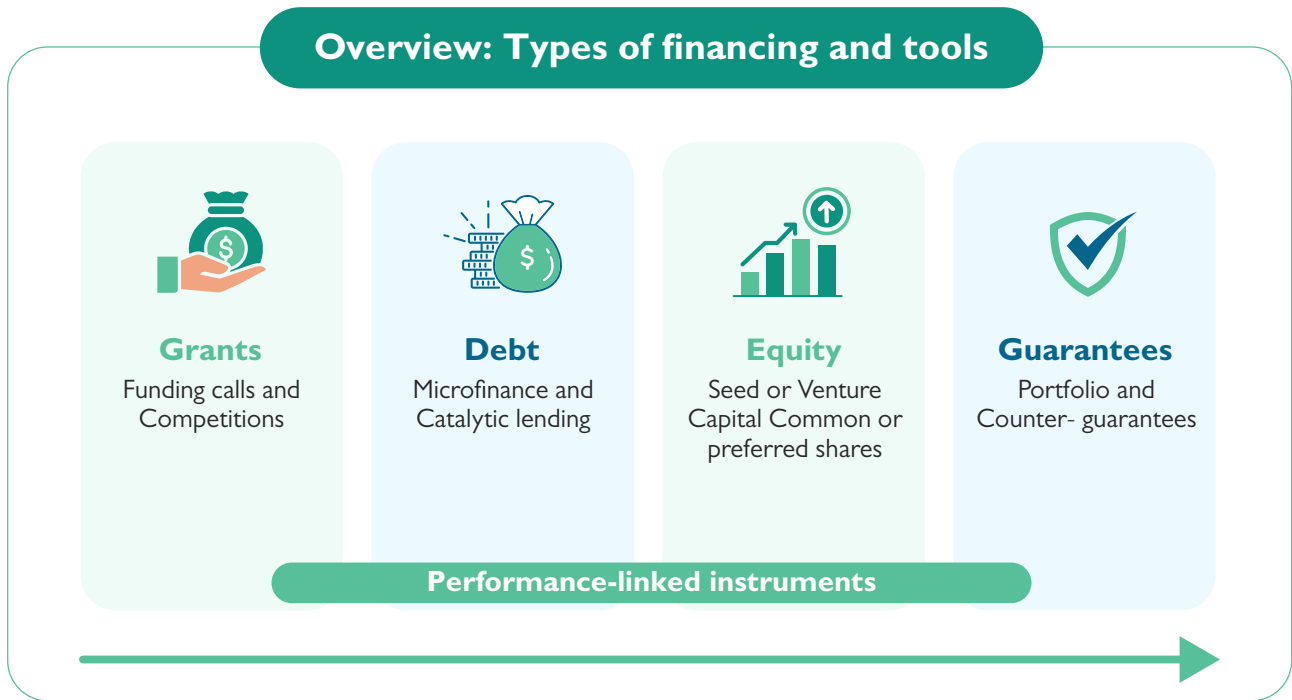 Overview: Types of financing and tools
$
Grants
Funding calls and
Competitions
$
Debt
Microfinance and
Catalytic lending
Equity
Seed or Venture
Capital Common or
preferred shares
Guarantees
Portfolio and
Counter- guarantees
Performance-linked instruments